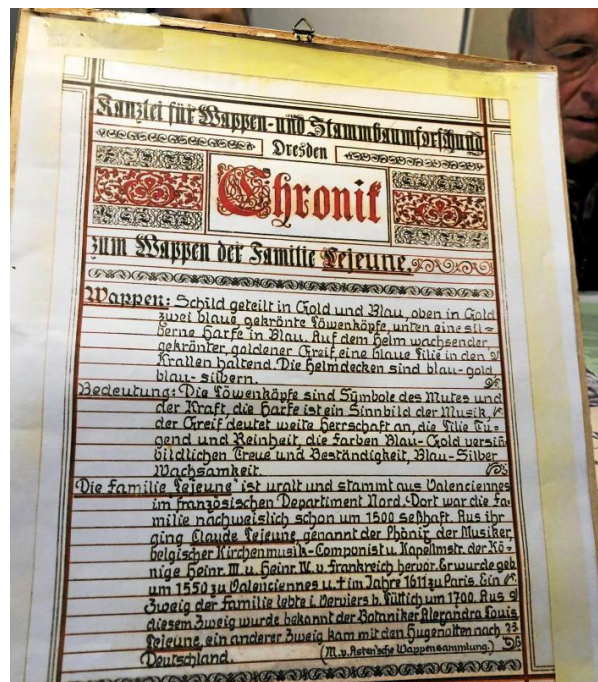 Kanzlei für Wappen- und Stammbaumforschung
Dresden
Chronik
zum Wappen der Familie Lejeune.
Wappen: Schild geteilt in Gold und Blau, oben in Gold
zwei blaue, gekrönte Löwenköpfe, unten eine sil-
berne Harfe in Blau. Auf dem Helm wachsender,
gekrönter, goldener Greif, eine blaue Lilie in den
Krallen haltend. Die Helmdecken sind blau-gold,
blau-silbern.
Bedeutung: Die Löwenköpfe sind Symbole des Mutes und
der Kraft, die Harfe ist ein Sinnbild der Musik,
der Greif deutet weite Herrschaft an, die Lilie Tu-
gend und Reinheit, die Farben Blau-Gold versinn-
bildlichen Treue und Beständigkeit, Blau-Silber
Wachsamkeit.
Die Familie „Lejeune" ist uralt und stammt aus Valenciennes
im französischen Departiment Nord. Dort war die Fa-
milie nachweislich schon um 1500 seßhaft. Aus ihr
ging Claude Lejeune, genannt der Phönix der Musiker,
belgischer Kirchenmusik-Componist u. Kapellmstr. der Kö-
nige Heinr. III. u. Heinr. IV. v. Frankreich hervor. Er wurde geb.
um 1550 zu Valenciennes u. † im Jahre 1611 zu Paris. Ein
Zweig der Familie lebte i. Verviers b. Lüttich um 1700. Aus
diesem Zweig wurde bekannt der Botaniker Alexandra Louis
Lejeune, ein anderer Zweig kam mit den Hugenotten nach
Deutschland. (M. v. Asten'sche Wappensammlung.)